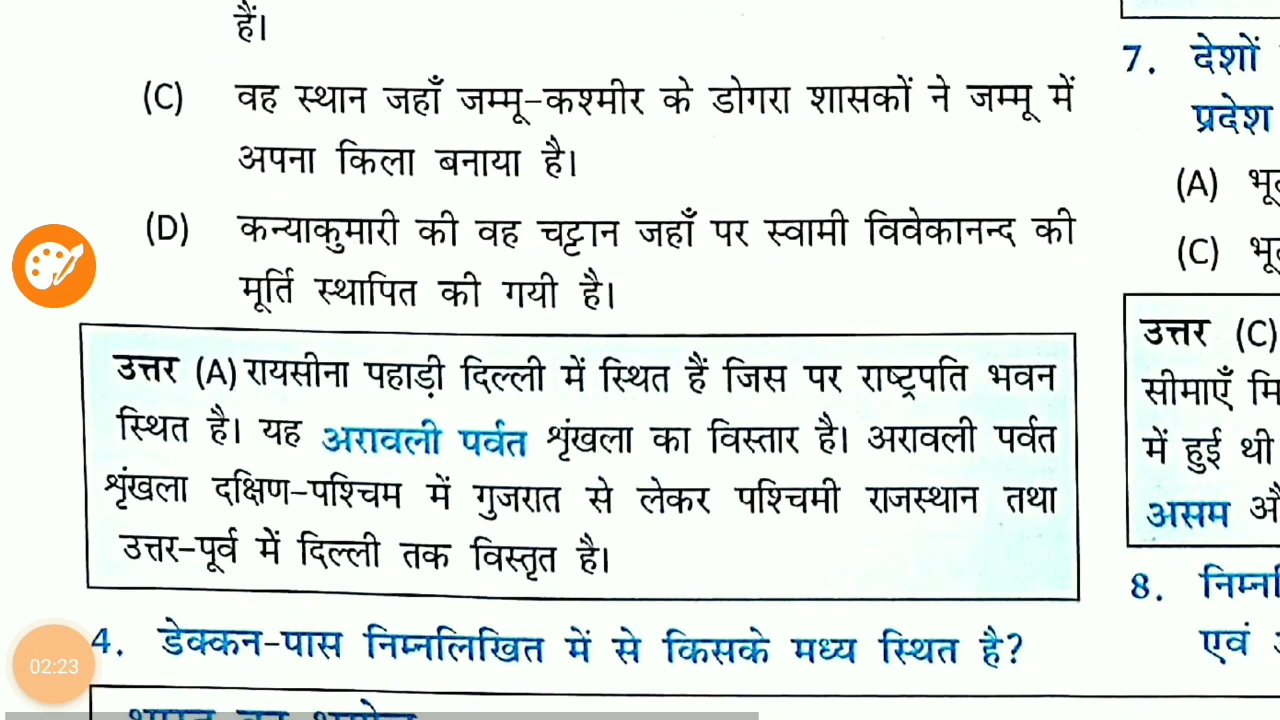 हैं।
(C) वह स्थान जहाँ जम्मू-कश्मीर के डोगरा शासकों ने जम्मू में
अपना किला बनाया है।
(D) कन्याकुमारी की वह चट्टान जहाँ पर स्वामी विवेकानन्द की
मूर्ति स्थापित की गयी है।
उत्तर (A) रायसीना पहाड़ी दिल्ली में स्थित हैं जिस पर राष्ट्रपति भवन
स्थित है। यह अरावली पर्वत श्रृंखला का विस्तार है। अरावली पर्वत
श्रृंखला दक्षिण-पश्चिम में गुजरात से लेकर पश्चिमी राजस्थान तथा
उत्तर-पूर्व में दिल्ली तक विस्तृत है।
4. डेक्कन-पास निम्नलिखित में से किसके मध्य स्थित है?
02:23
7. देशों
प्रदेश
(A)
(C)
उत्तर (C)
सीमाएँ
में हुई थी
असम
8.
एवं